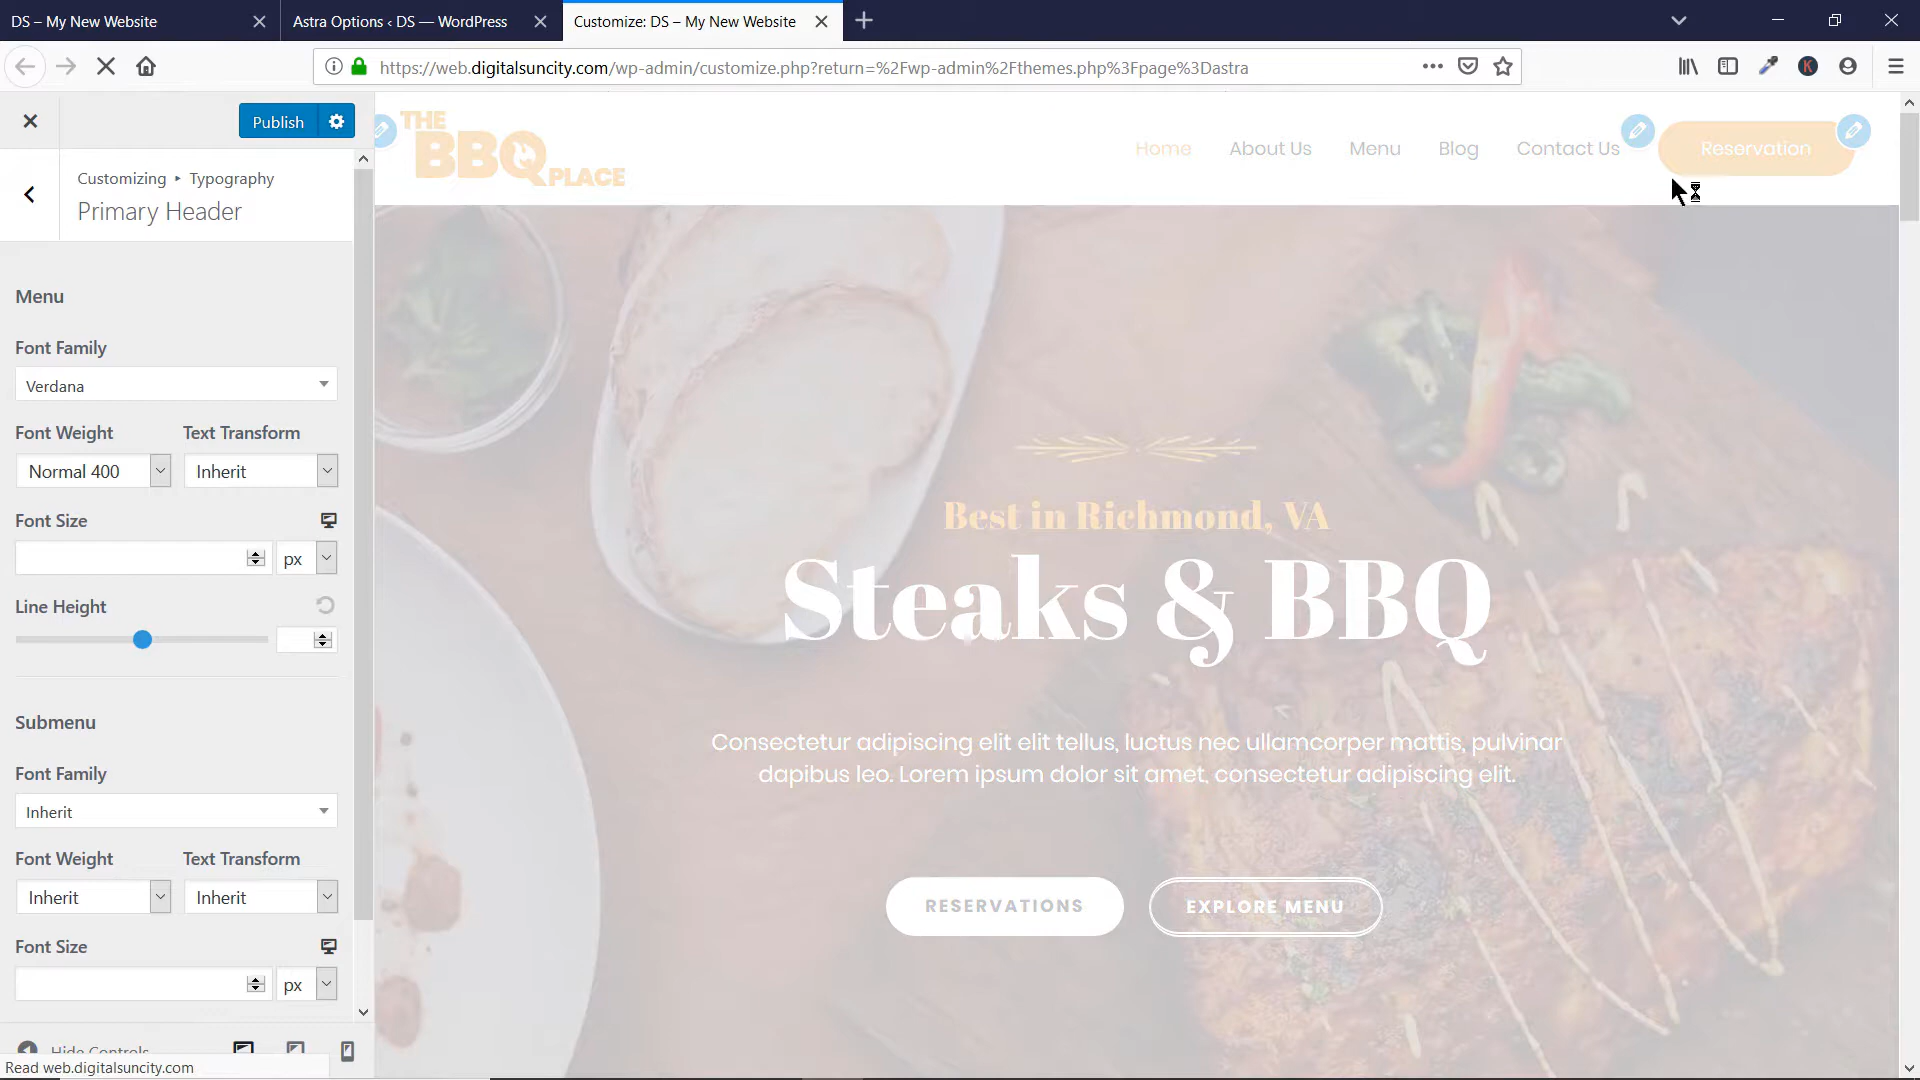 DS – My New Website
Astra Options ‹ DS — WordPress
Customize: DS – My New Website
https://web.digitalsuncity.com/wp-admin/customize.php?return=%2Fwp-admin%2Fthemes.php%3Fpage%3Dastra
Publish
Customizing ▸ Typography
Primary Header
Menu
Font Family
Verdana
Font Weight
Text Transform
Normal 400
Inherit
Font Size
px
Line Height
Submenu
Font Family
Inherit
Font Weight
Text Transform
Inherit
Inherit
Font Size
px
Hide Controls
Read web.digitalsuncity.com
THE
BBQ
PLACE
Home
About Us
Menu
Blog
Contact Us
Reservation
Best in Richmond, VA
Steaks & BBQ
Consectetur adipiscing elit elit tellus, luctus nec ullamcorper mattis, pulvinar
dapibus leo. Lorem ipsum dolor sit amet, consectetur adipiscing elit.
RESERVATIONS
EXPLORE MENU
K